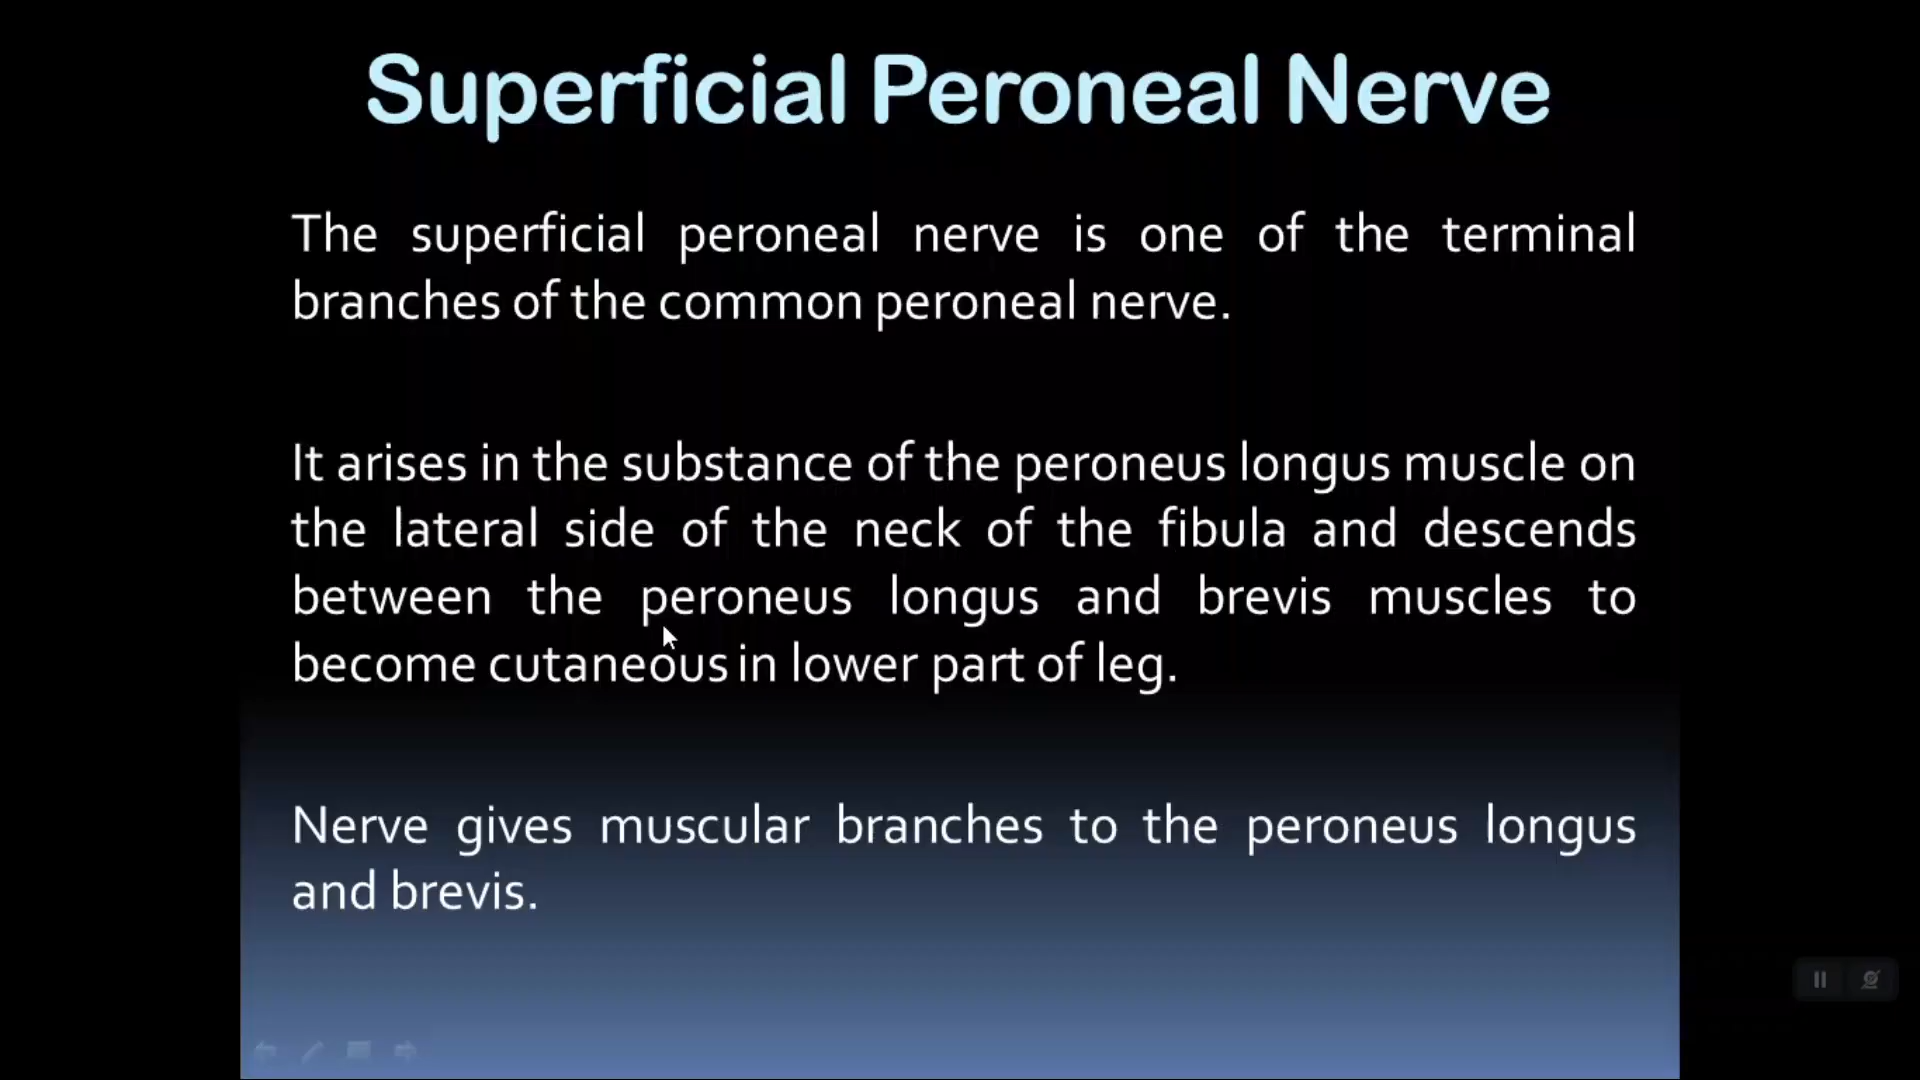 Superficial Peroneal Nerve
The superficial peroneal nerve is one of the terminal
branches of the common peroneal nerve.
It arises in the substance of the peroneus longus muscle on
the lateral side of the neck of the fibula and descends
between the peroneus longus and brevis muscles to
become cutaneous in lower part of leg.
Nerve gives muscular branches to the peroneus longus
and brevis.